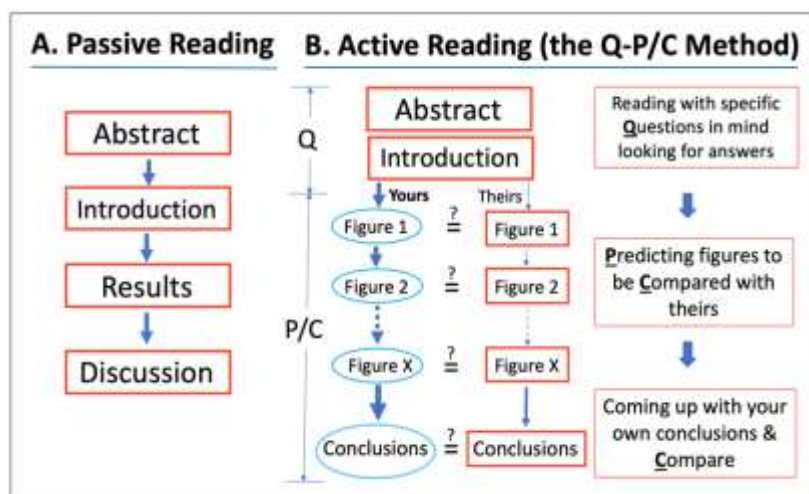 A. Passive Reading
Abstract
Introduction
Results
Discussion
B. Active Reading (the Q-P/C Method)
Q
P/C
Abstract
Introduction
Yours
Theirs
Figure 1
?
=
Figure 1
Figure 2
?
=
Figure 2
Figure X
?
=
Figure X
Conclusions
?
=
Conclusions
Reading with specific
Questions in mind
looking for answers
Predicting figures to
be Compared with
theirs
Coming up with your
own conclusions &
Compare